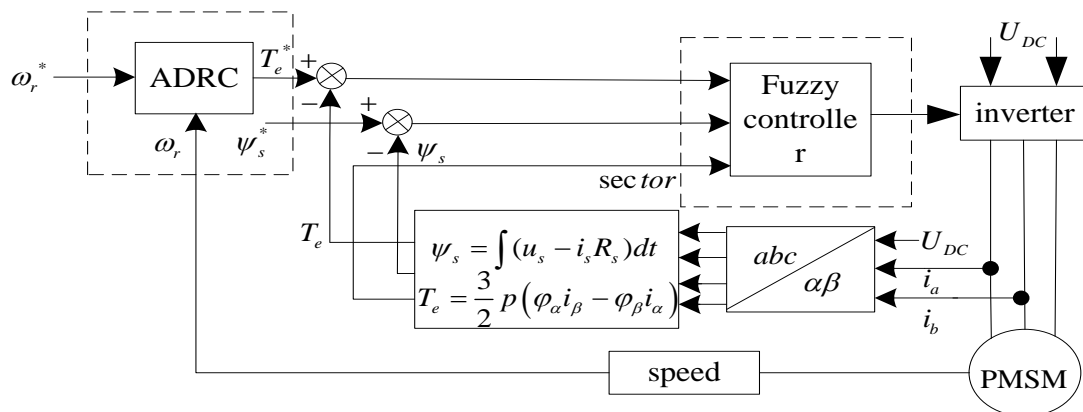 U_DC
ω_r^*
ADRC
T_e^*
+
−
+
−
Fuzzy
controlle
r
inverter
ω_r
ψ_s^*
ψ_s
sector
T_e
ψ_s = ∫(u_s − i_s R_s)dt
T_e = 3/2 p(φ_α i_β − φ_β i_α)
abc
αβ
U_DC
i_a
i_b
speed
PMSM